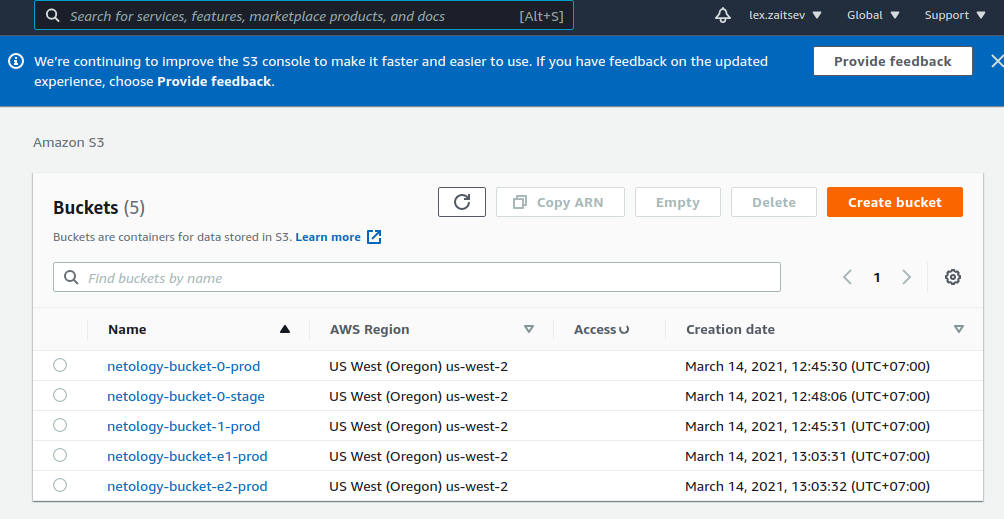 Search for services, features, marketplace products, and docs [Alt+S] lex.zaitsev Global Support
We're continuing to improve the S3 console to make it faster and easier to use. If you have feedback on the updated
experience, choose Provide feedback.
Provide feedback
Amazon S3
Buckets (5) Copy ARN Empty Delete Create bucket
Buckets are containers for data stored in S3. Learn more
Find buckets by name 1
Name AWS Region Access Creation date
netology-bucket-0-prod US West (Oregon) us-west-2 March 14, 2021, 12:45:30 (UTC+07:00)
netology-bucket-0-stage US West (Oregon) us-west-2 March 14, 2021, 12:48:06 (UTC+07:00)
netology-bucket-1-prod US West (Oregon) us-west-2 March 14, 2021, 12:45:31 (UTC+07:00)
netology-bucket-e1-prod US West (Oregon) us-west-2 March 14, 2021, 13:03:31 (UTC+07:00)
netology-bucket-e2-prod US West (Oregon) us-west-2 March 14, 2021, 13:03:32 (UTC+07:00)